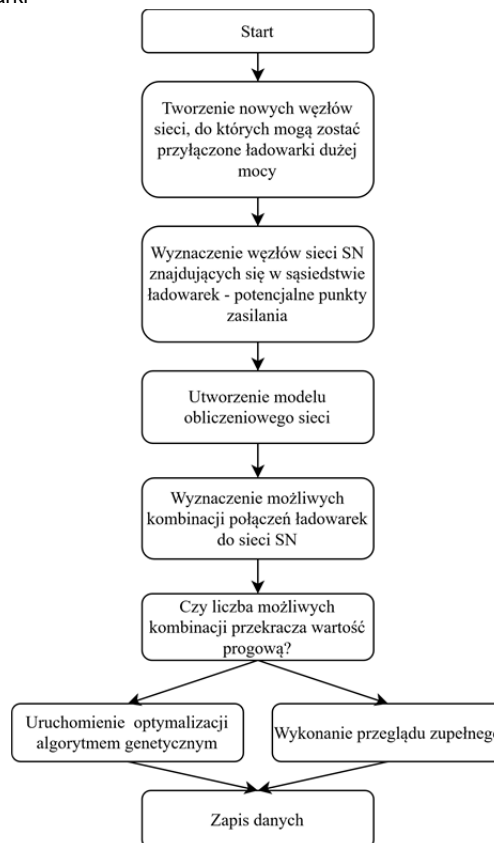 Start
Tworzenie nowych węzłów
sieci, do których mogą zostać
przyłączone ładowarki dużej
mocy
Wyznaczenie węzłów sieci SN
znajdujących się w sąsiedstwie
ładowarek - potencjalne punkty
zasilania
Utworzenie modelu
obliczeniowego sieci
Wyznaczenie możliwych
kombinacji połączeń ładowarek
do sieci SN
Czy liczba możliwych
kombinacji przekracza wartość
progową?
Uruchomienie optymalizacji
algorytmem genetycznym
Wykonanie przeglądu zupełnego
Zapis danych